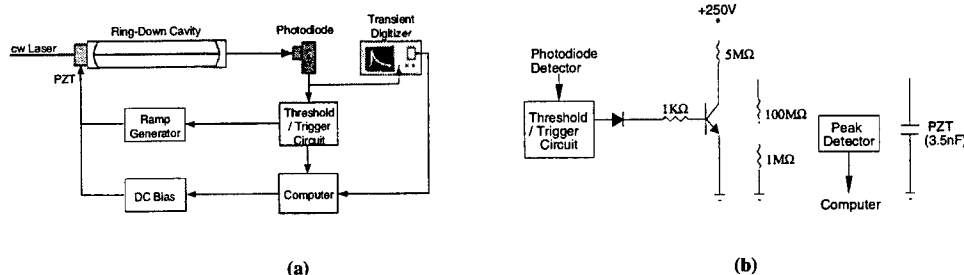 Ring-Down Cavity
Photodiode
Transient
Digitizer
cw Laser
PZT
Ramp
Generator
Threshold
/ Trigger
Circuit
DC Bias
Computer
(a)
+250V
5MΩ
Photodiode
Detector
Threshold
/ Trigger
Circuit
1KΩ
100MΩ
1MΩ
Peak
Detector
Computer
PZT
(3.5nF)
(b)